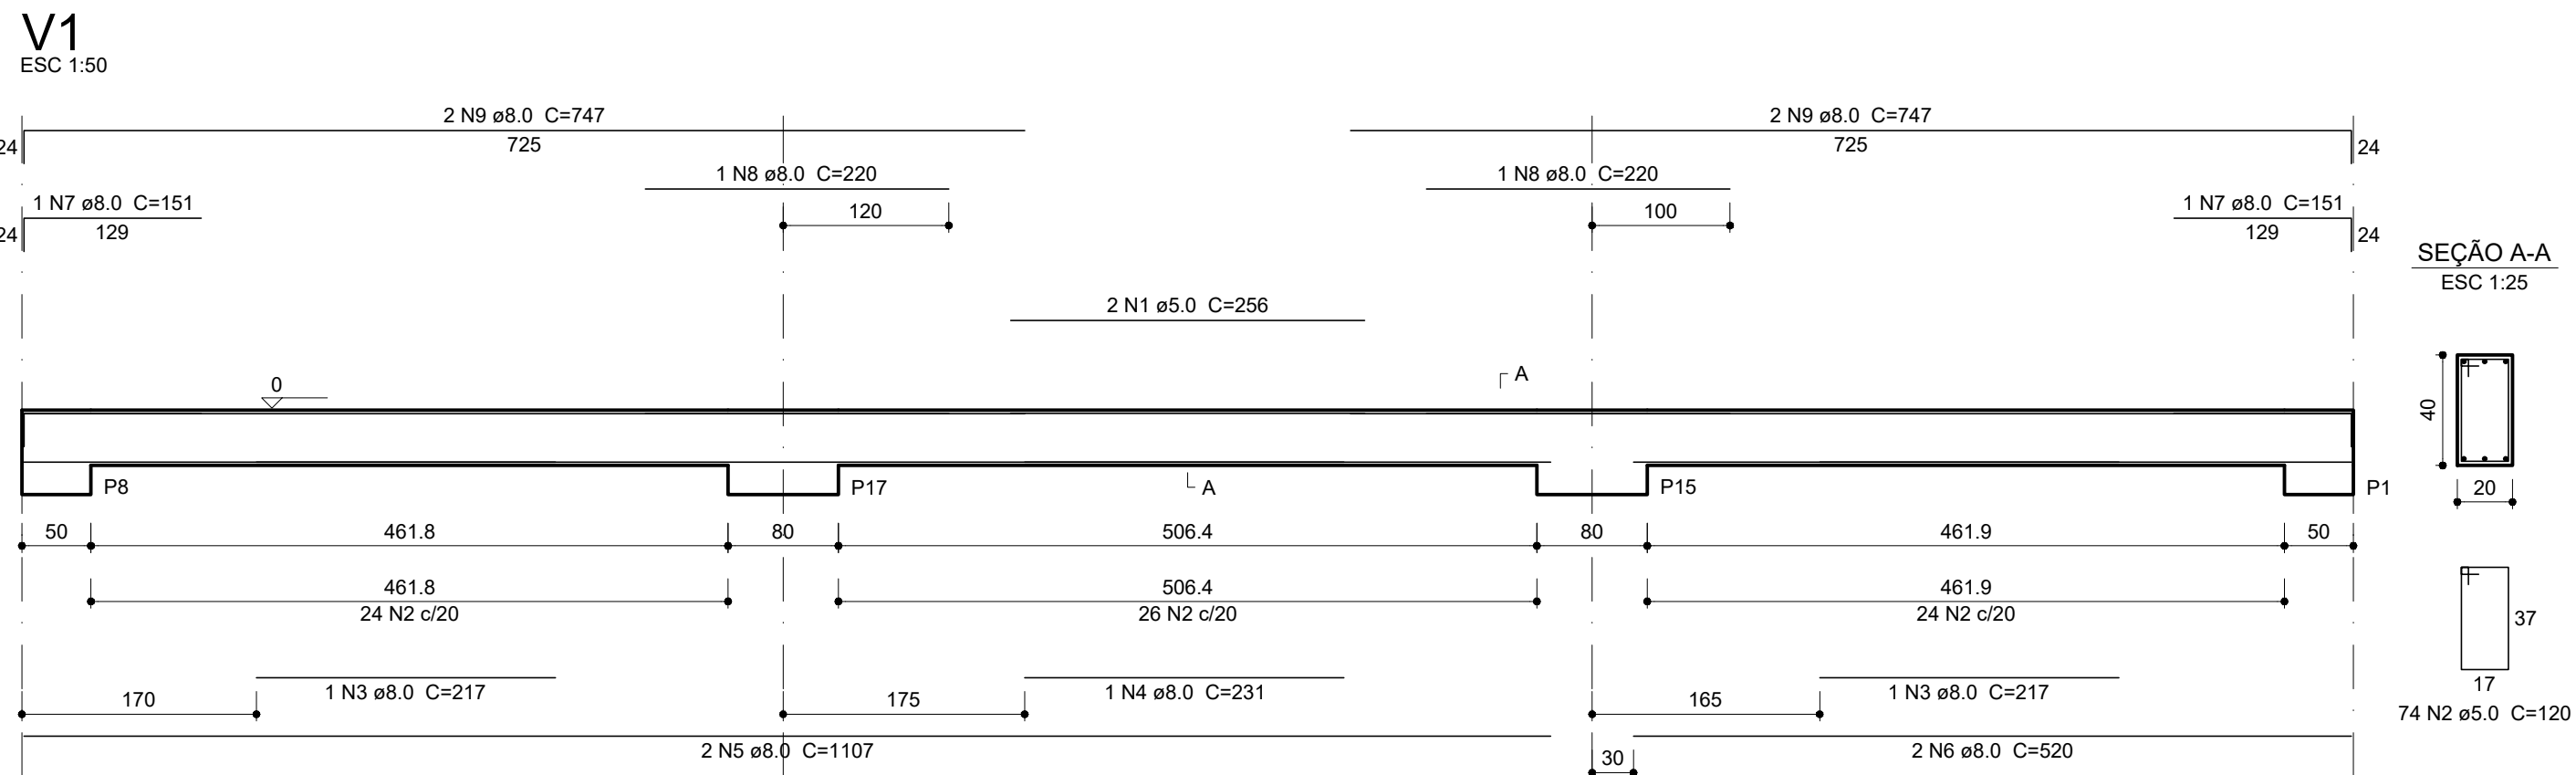 V1
ESC 1:50
2 N9 ø8.0 C=747
2 N9 ø8.0 C=747
24
725
725
24
1 N8 ø8.0 C=220
1 N8 ø8.0 C=220
1 N7 ø8.0 C=151
120
100
1 N7 ø8.0 C=151
24
129
129
24
SEÇÃO A-A
ESC 1:25
2 N1 ø5.0 C=256
0
A
40
P8
P17
A
P15
P1
20
50
461.8
80
506.4
80
461.9
50
461.8
506.4
461.9
24 N2 c/20
26 N2 c/20
24 N2 c/20
37
17
170
1 N3 ø8.0 C=217
175
1 N4 ø8.0 C=231
165
1 N3 ø8.0 C=217
74 N2 ø5.0 C=120
2 N5 ø8.0 C=1107
30
2 N6 ø8.0 C=520